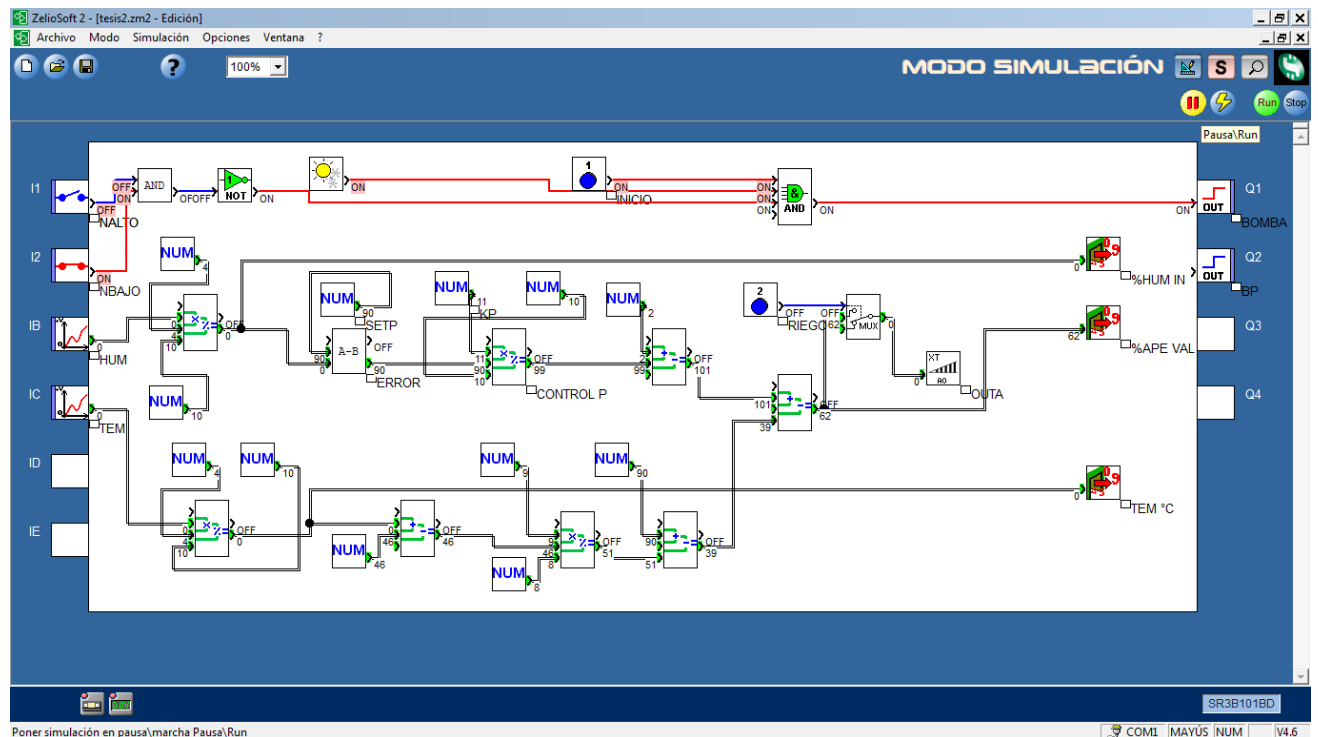 ZelioSoft 2 - [tesis2.zm2 - Edición]
Archivo Modo Simulación Opciones Ventana ?
100%
MODO SIMULACIÓN
S
Run Stop
Pausa\Run
I1
OFF
ON
AND
OFOFF
NOT
ON
ON
1
ON
INICIO
ON
ON
ON
&
AND
ON
ON
OUT
Q1
BOMBA
OFF
NALTO
I2
ON
NBAJO
NUM
4
0
%HUM IN
OUT
Q2
BP
IB
0
HUM
0
4
10
OFF
0
NUM
90
SETP
A-B
90
0
OFF
90
ERROR
NUM
11
KP
NUM
10
11
90
10
OFF
99
CONTROL P
NUM
2
2
99
OFF
101
2
OFF
RIEGO
OFF
62
MUX
0
62
%APE VAL
Q3
IC
0
TEM
NUM
10
XT
AO
0
OUTA
101
39
OFF
62
Q4
ID
NUM
4
NUM
10
NUM
9
NUM
90
0
TEM °C
IE
0
4
10
OFF
0
NUM
46
0
46
OFF
46
NUM
8
9
46
8
OFF
51
90
51
OFF
39
SR3B101BD
Poner simulación en pausa\marcha Pausa\Run
COM1 MAYÚS NUM V4.6